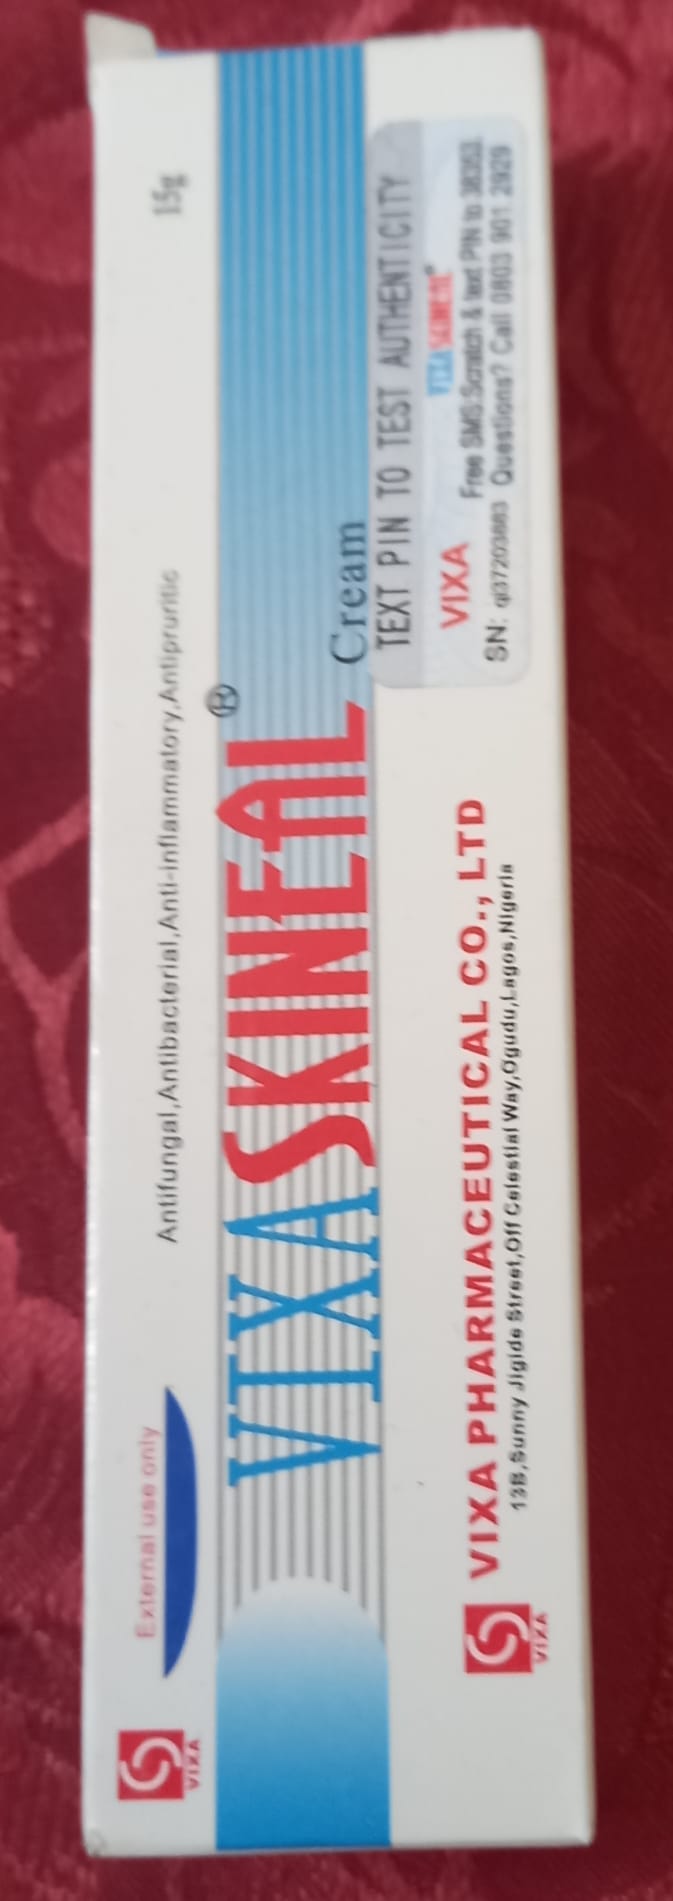 External use only
Antifungal,Antibacterial,Anti-inflammatory,Antipruritic
15g
VIXA
VIXASKINEAL®
Cream
TEXT PIN TO TEST AUTHENTICITY
VIXASKINEAL
VIXA
Free SMS:Scratch & text PIN to 38353
SN: Questions? Call 0803 901 2929
VIXA PHARMACEUTICAL CO., LTD
13B,Sunny Jigide Street,Off Celestial Way,Ogudu,Lagos,Nigeria
VIXA